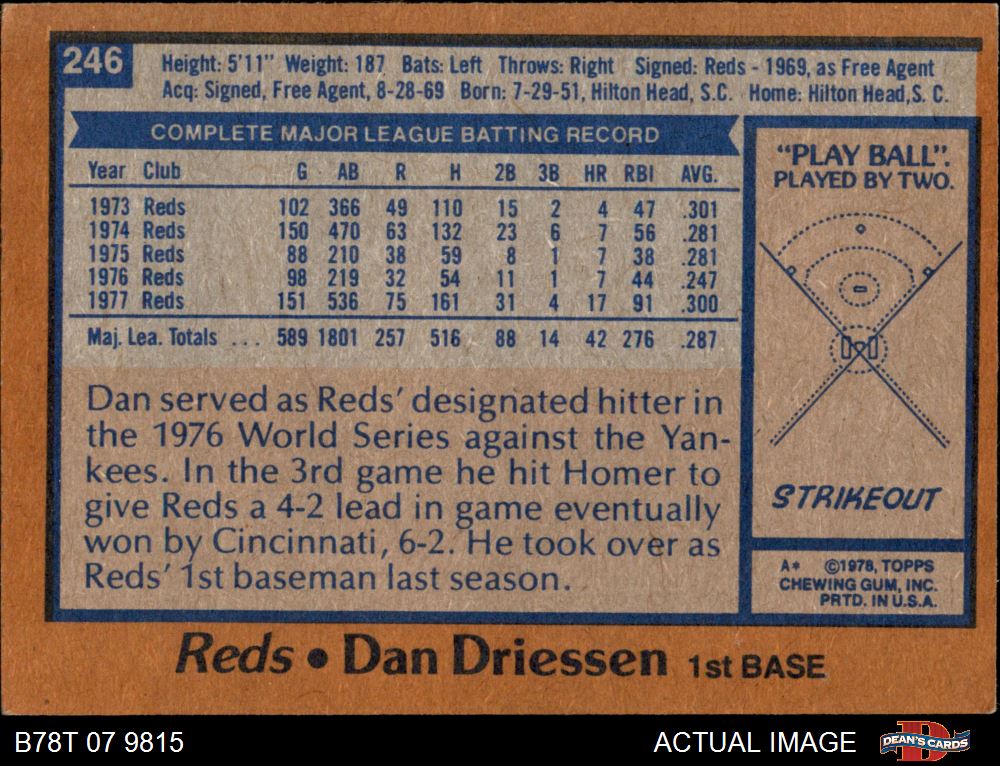 246
Height: 5'11" Weight: 187 Bats: Left Throws: Right Signed: Reds - 1969, as Free Agent
Acq: Signed, Free Agent, 8-28-69 Born: 7-29-51, Hilton Head, S.C. Home: Hilton Head, S. C.
COMPLETE MAJOR LEAGUE BATTING RECORD
Year Club G AB R H 2B 3B HR RBI AVG.
1973 Reds 102 366 49 110 15 2 4 47 .301
1974 Reds 150 470 63 132 23 6 7 56 .281
1975 Reds 88 210 38 59 8 1 7 38 .281
1976 Reds 98 219 32 54 11 1 7 44 .247
1977 Reds 151 536 75 161 31 4 17 91 .300
Maj. Lea. Totals ... 589 1801 257 516 88 14 42 276 .287
Dan served as Reds' designated hitter in
the 1976 World Series against the Yan-
kees. In the 3rd game he hit Homer to
give Reds a 4-2 lead in game eventually
won by Cincinnati, 6-2. He took over as
Reds' 1st baseman last season.
"PLAY BALL".
PLAYED BY TWO.
STRIKEOUT
A* ©1978, TOPPS
CHEWING GUM, INC.
PRTD. IN U.S.A.
Reds • Dan Driessen 1st BASE
B78T 07 9815
ACTUAL IMAGE
D
DEAN'S CARDS